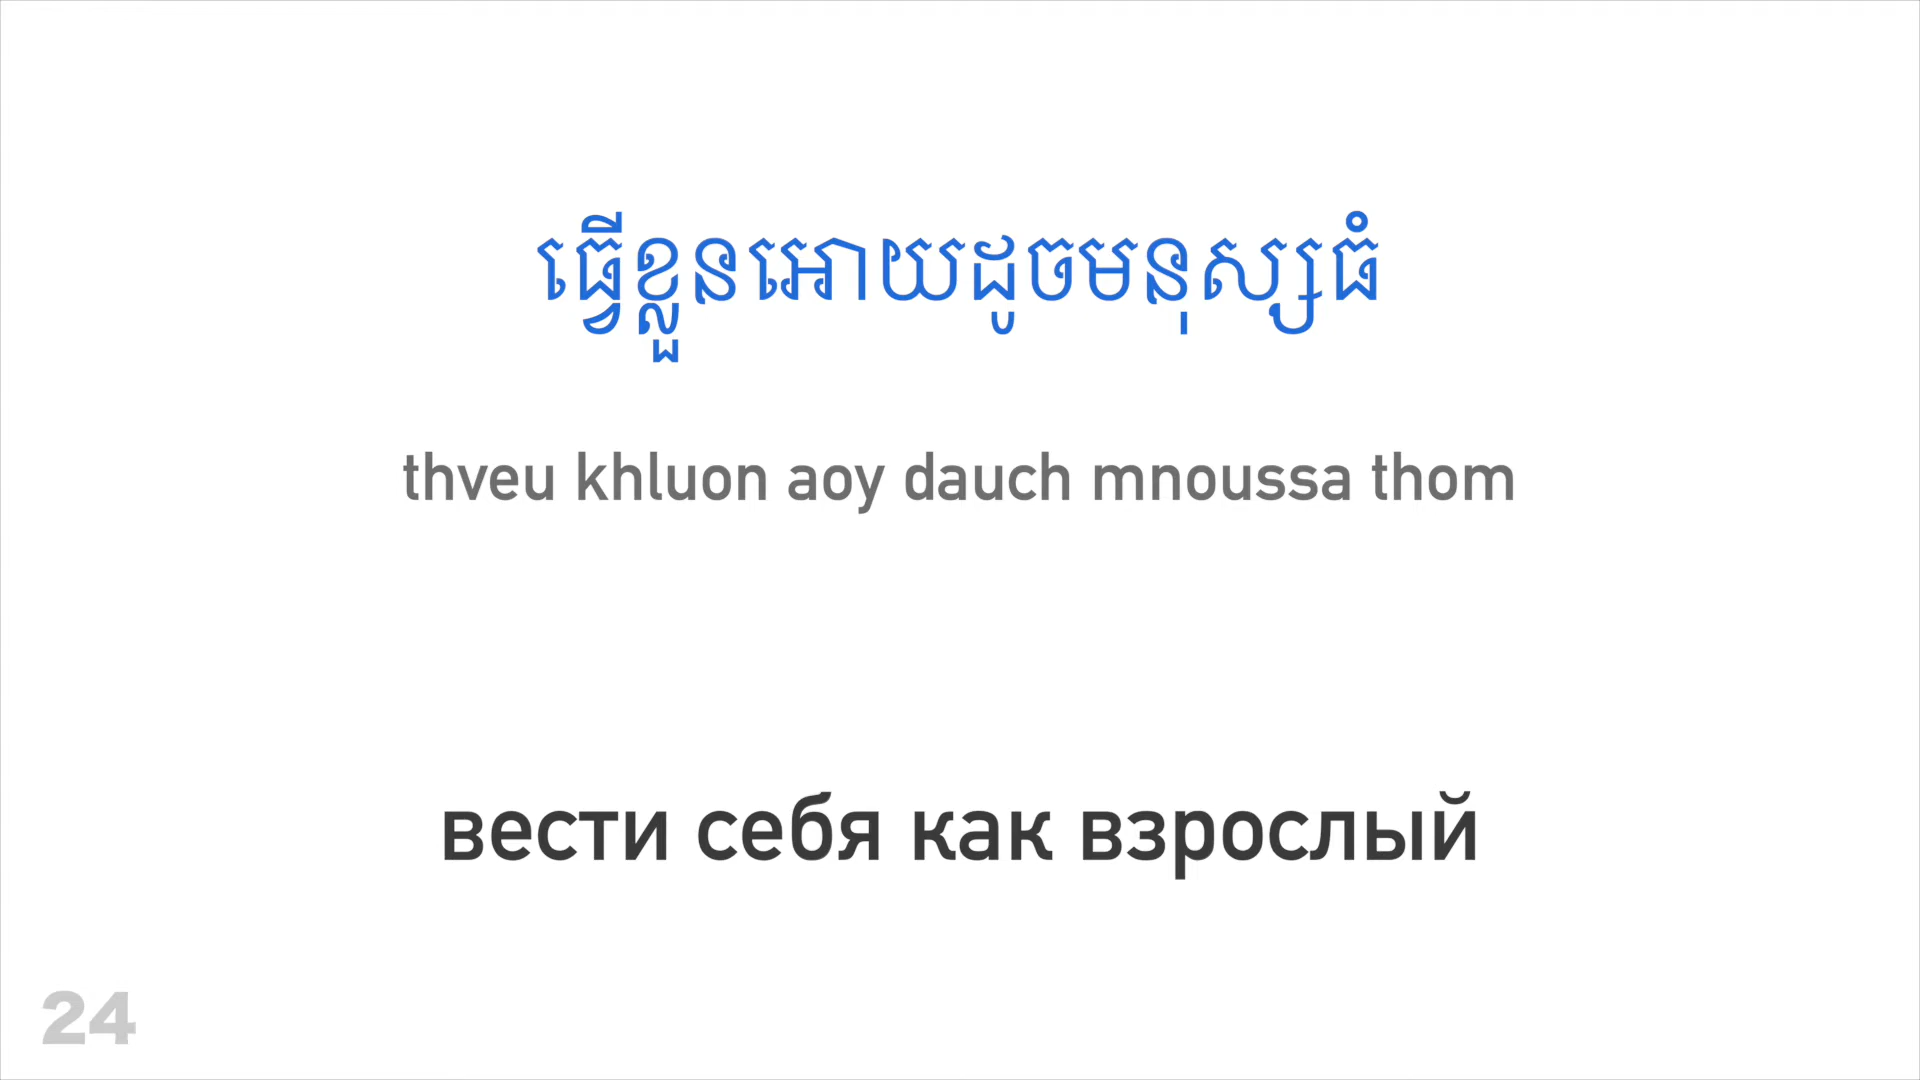 ធ្វើខ្លួនអោយដូចមនុស្សធំ
thveu khluon aoy dauch mnoussa thom
вести себя как взрослый
24